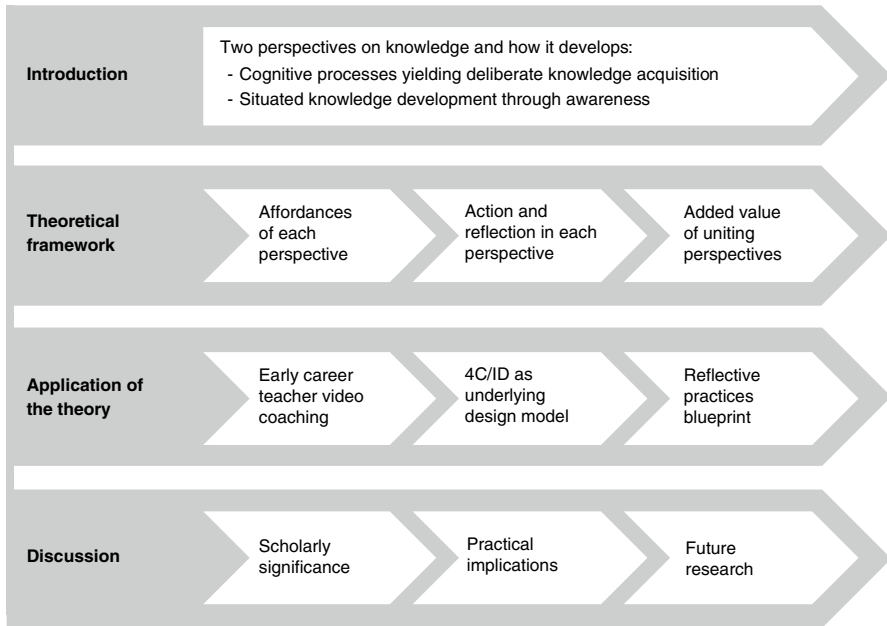 Introduction
Two perspectives on knowledge and how it develops:
- Cognitive processes yielding deliberate knowledge acquisition
- Situated knowledge development through awareness
Theoretical
framework
Affordances
of each
perspective
Action and
reflection in each
perspective
Added value
of uniting
perspectives
Application of
the theory
Early career
teacher video
coaching
4C/ID as
underlying
design model
Reflective
practices
blueprint
Discussion
Scholarly
significance
Practical
implications
Future
research